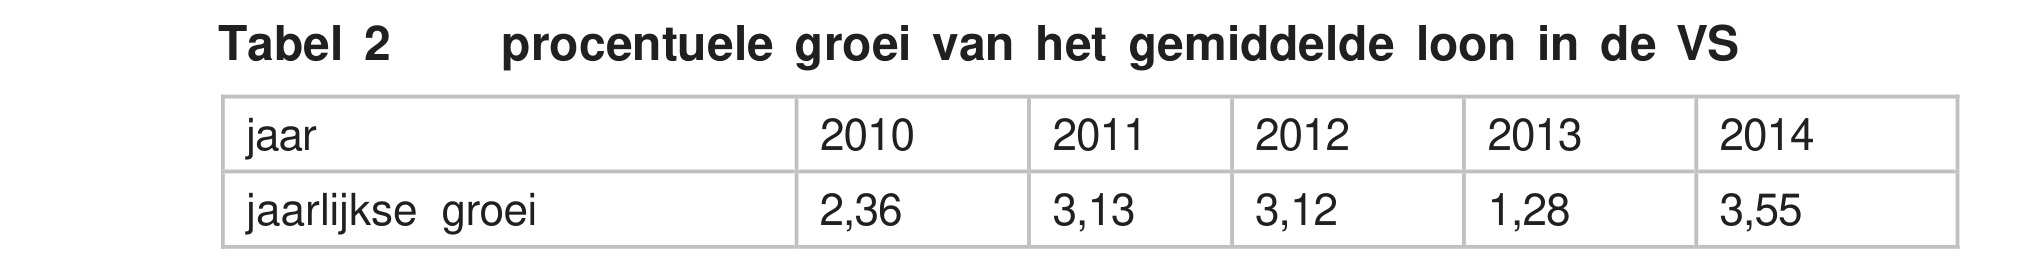 Tabel 2 procentuele groei van het gemiddelde loon in de VS
jaar 2010 2011 2012 2013 2014
jaarlijkse groei 2,36 3,13 3,12 1,28 3,55